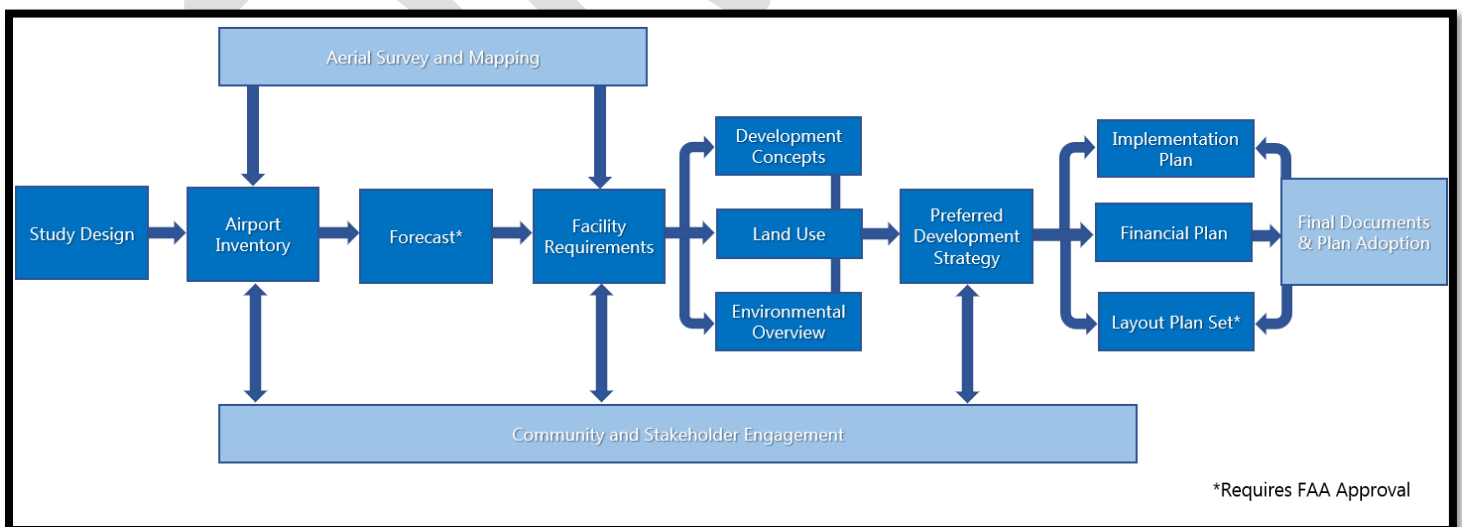 Aerial Survey and Mapping
Study Design
Airport
Inventory
Forecast*
Facility
Requirements
Development
Concepts
Land Use
Environmental
Overview
Preferred
Development
Strategy
Implementation
Plan
Financial Plan
Layout Plan Set*
Final Documents
& Plan Adoption
Community and Stakeholder Engagement
*Requires FAA Approval